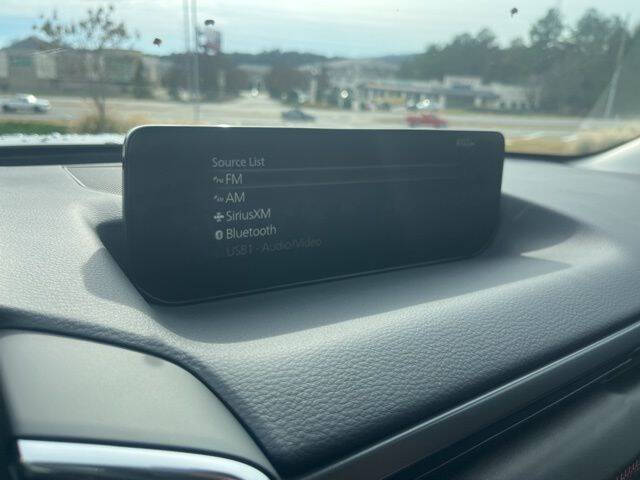 Source List
FM
AM
SiriusXM
Bluetooth
USB1 - Audio/Video